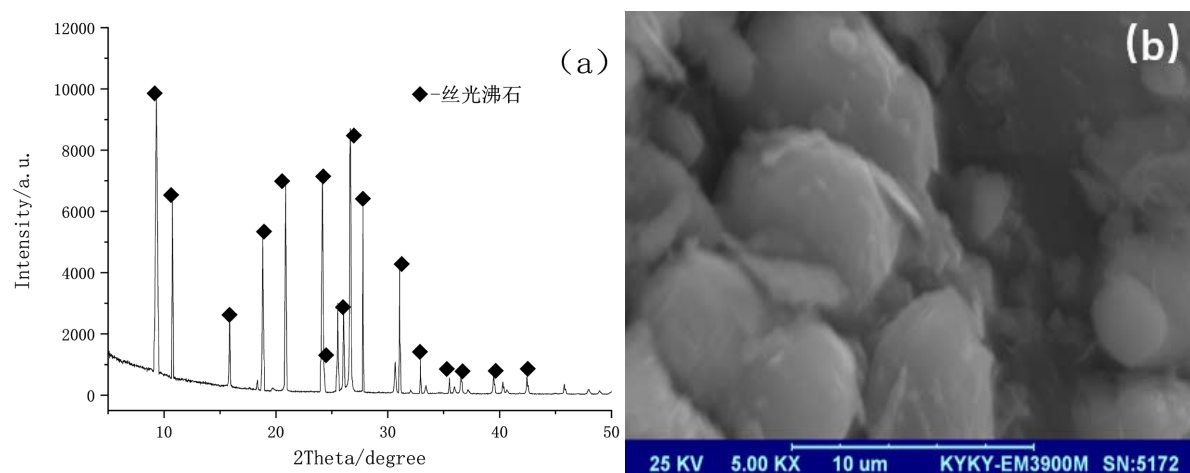 12000
10000
8000
6000
4000
2000
0
Intensity/a.u.
(a)
◆-丝光沸石
10 20 30 40 50
2Theta/degree
(b)
25 KV 5.00 KX 10 um KYKY-EM3900M SN:5172